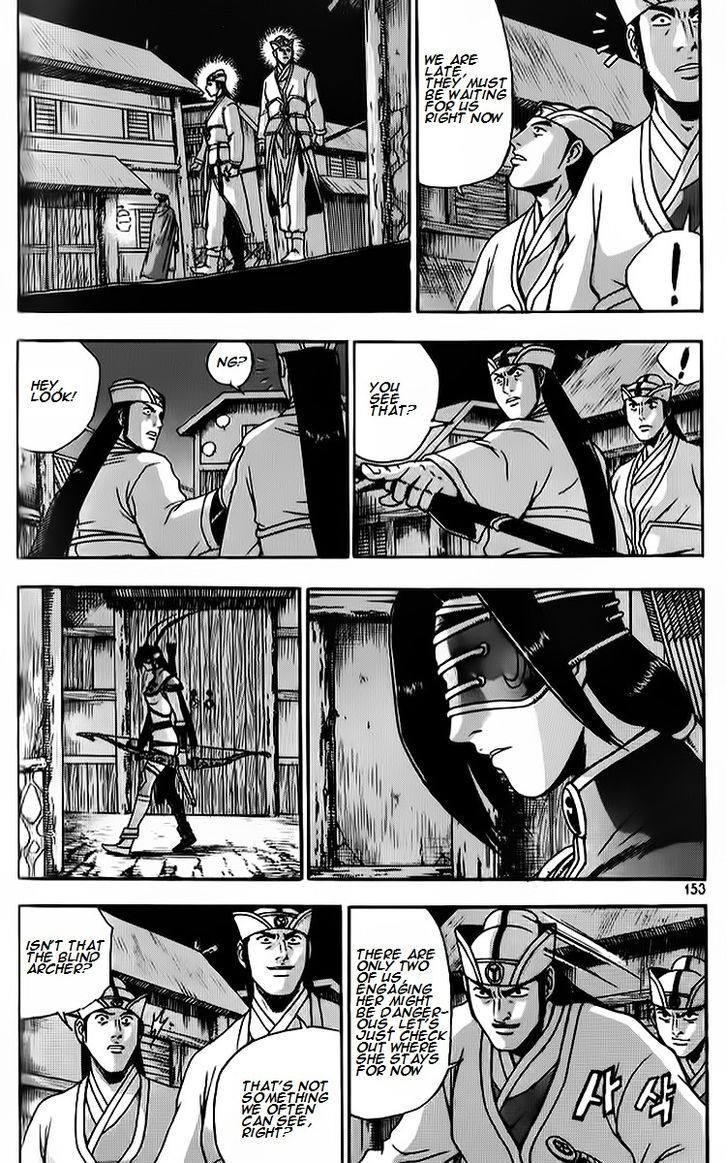 WE ARE
LATE,
THEY MUST
BE WAITING
FOR US
RIGHT NOW
!
HEY,
LOOK!
NG?
YOU
SEE
THAT?
!
153
ISN'T THAT
THE BLIND
ARCHER?
THAT'S NOT
SOMETHING
WE OFTEN
CAN SEE,
RIGHT?
THERE ARE
ONLY TWO
OF US,
ENGAGING
HER MIGHT
BE DANGER-
OUS, LET'S
JUST CHECK
OUT WHERE
SHE STAYS
FOR NOW
사사